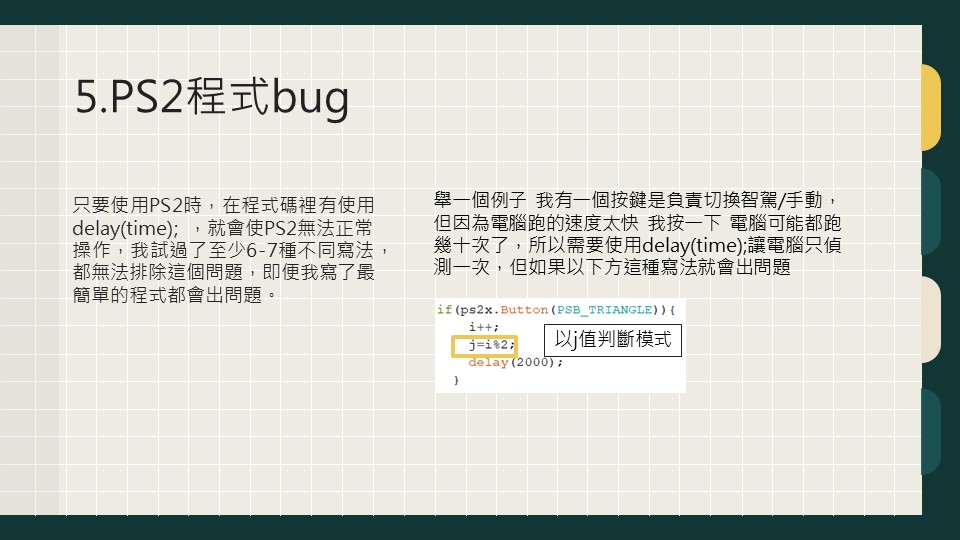 5.PS2程式bug
只要使用PS2時，在程式碼裡有使用
delay(time); ，就會使PS2無法正常
操作，我試過了至少6-7種不同寫法，
都無法排除這個問題，即便我寫了最
簡單的程式都會出問題。
舉一個例子 我有一個按鍵是負責切換智駕/手動，
但因為電腦跑的速度太快 我按一下 電腦可能都跑
幾十次了，所以需要使用delay(time);讓電腦只偵
測一次，但如果以下方這種寫法就會出問題
if(ps2x.Button(PSB_TRIANGLE)){
i++;
j=i%2;
delay(2000);
}
以j值判斷模式